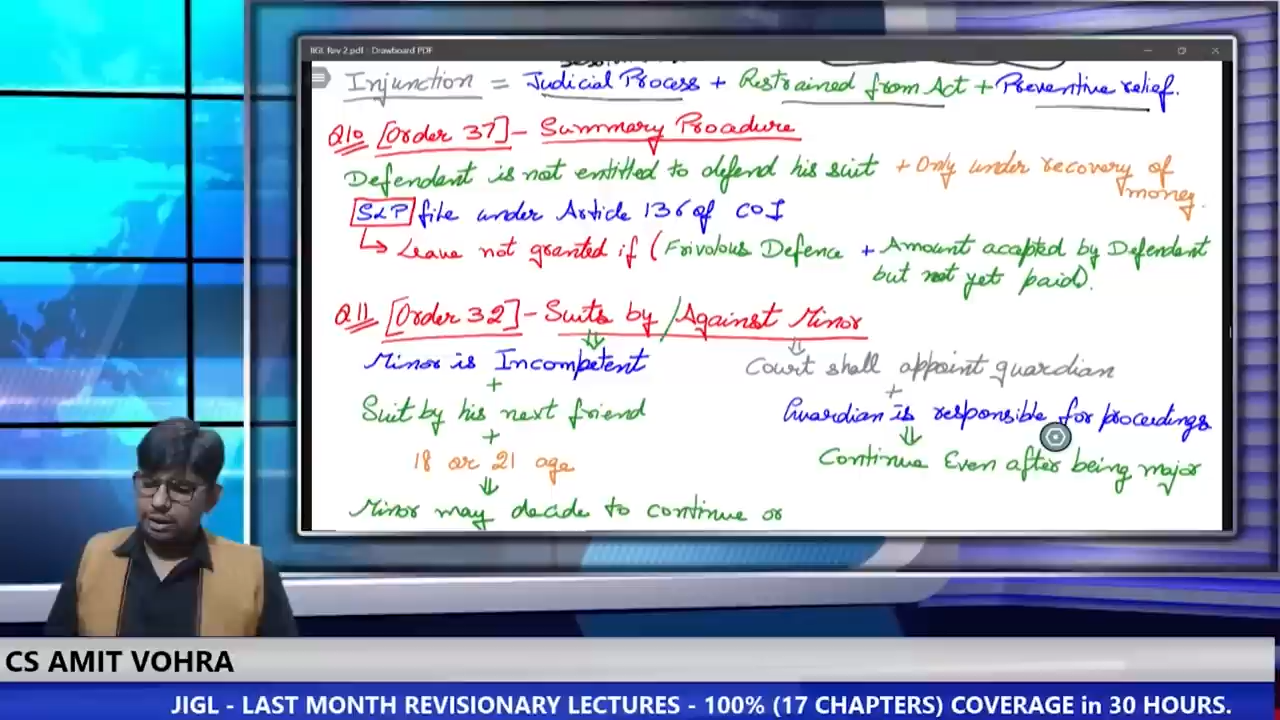 JIGL Rev 2.pdf - Drawboard PDF
Injunction = Judicial Process + Restrained from Act + Preventive relief.
Q10 [Order 37] - Summary Procedure
Defendent is not entitled to defend his suit + Only under recovery of money.
SLP file under Article 136 of COI
↳ Leave not granted if (Frivolous Defence + Amount accepted by Defendent but not yet paid).
Q11 [Order 32] - Suits by / Against Minor
Minor is Incompetent
+
Suit by his next friend
+
18 or 21 age
⇓
Minor may decide to continue or
Court shall appoint guardian
+
Guardian is responsible for proceedings
⇓
Continue Even after being major
CS AMIT VOHRA
JIGL - LAST MONTH REVISIONARY LECTURES - 100% (17 CHAPTERS) COVERAGE in 30 HOURS.